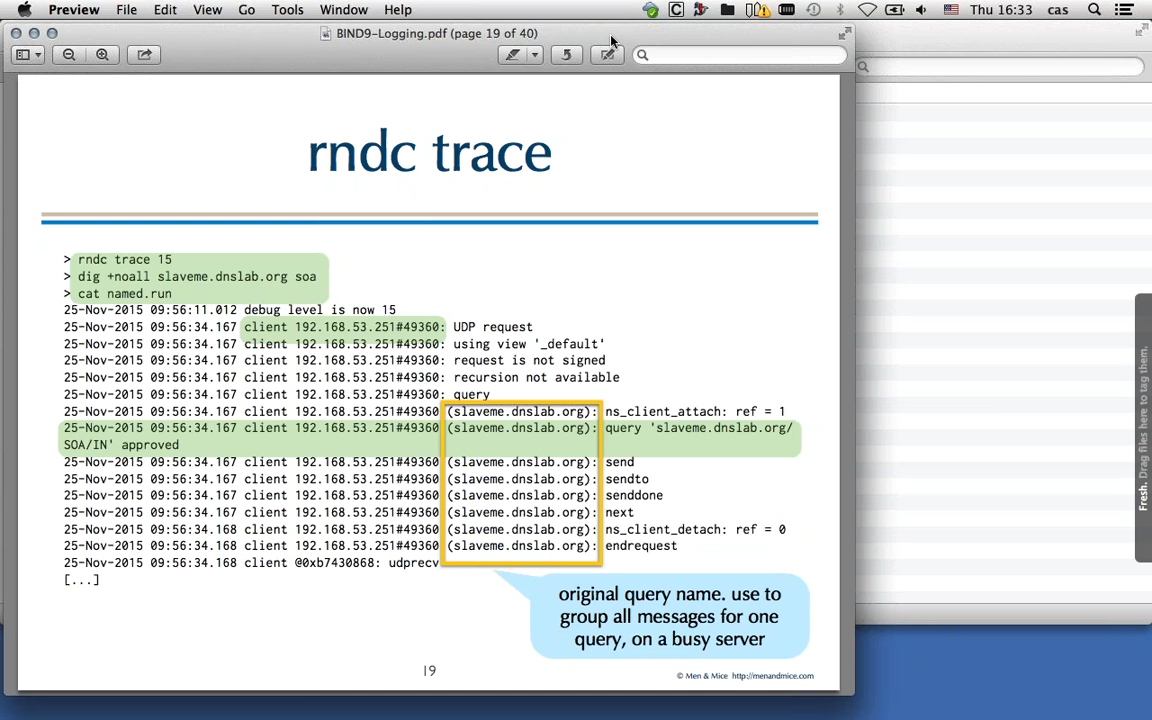 Preview File Edit View Go Tools Window Help Thu 16:33 cas
BIND9-Logging.pdf (page 19 of 40)
rndc trace
> rndc trace 15
> dig +noall slaveme.dnslab.org soa
> cat named.run
25-Nov-2015 09:56:11.012 debug level is now 15
25-Nov-2015 09:56:34.167 client 192.168.53.251#49360: UDP request
25-Nov-2015 09:56:34.167 client 192.168.53.251#49360: using view '_default'
25-Nov-2015 09:56:34.167 client 192.168.53.251#49360: request is not signed
25-Nov-2015 09:56:34.167 client 192.168.53.251#49360: recursion not available
25-Nov-2015 09:56:34.167 client 192.168.53.251#49360: query
25-Nov-2015 09:56:34.167 client 192.168.53.251#49360 (slaveme.dnslab.org): ns_client_attach: ref = 1
25-Nov-2015 09:56:34.167 client 192.168.53.251#49360 (slaveme.dnslab.org): query 'slaveme.dnslab.org/
SOA/IN' approved
25-Nov-2015 09:56:34.167 client 192.168.53.251#49360 (slaveme.dnslab.org): send
25-Nov-2015 09:56:34.167 client 192.168.53.251#49360 (slaveme.dnslab.org): sendto
25-Nov-2015 09:56:34.167 client 192.168.53.251#49360 (slaveme.dnslab.org): senddone
25-Nov-2015 09:56:34.167 client 192.168.53.251#49360 (slaveme.dnslab.org): next
25-Nov-2015 09:56:34.168 client 192.168.53.251#49360 (slaveme.dnslab.org): ns_client_detach: ref = 0
25-Nov-2015 09:56:34.168 client 192.168.53.251#49360 (slaveme.dnslab.org): endrequest
25-Nov-2015 09:56:34.168 client @0xb7430868: udprecv
[...]
original query name. use to
group all messages for one
query, on a busy server
19
© Men & Mice http://menandmice.com
Fresh. Drag files here to tag them.